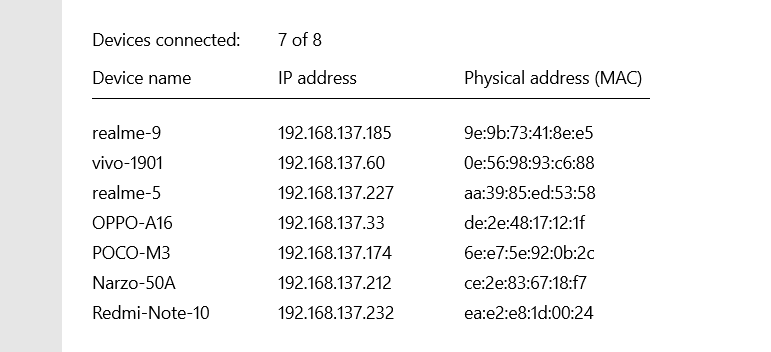 Devices connected: 7 of 8
Device name IP address Physical address (MAC)
realme-9 192.168.137.185 9e:9b:73:41:8e:e5
vivo-1901 192.168.137.60 0e:56:98:93:c6:88
realme-5 192.168.137.227 aa:39:85:ed:53:58
OPPO-A16 192.168.137.33 de:2e:48:17:12:1f
POCO-M3 192.168.137.174 6e:e7:5e:92:0b:2c
Narzo-50A 192.168.137.212 ce:2e:83:67:18:f7
Redmi-Note-10 192.168.137.232 ea:e2:e8:1d:00:24